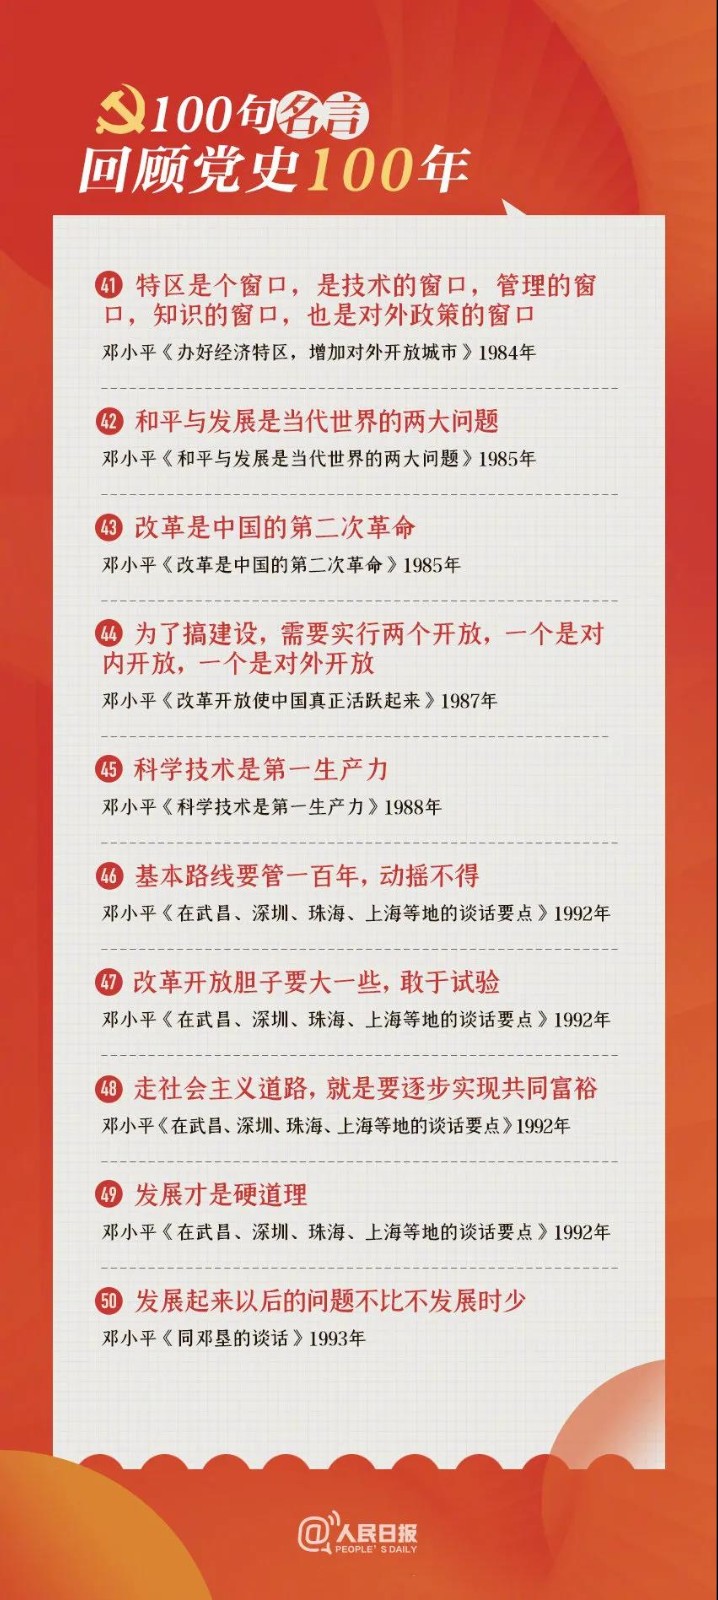 100句名言
回顾党史100年
41 特区是个窗口，是技术的窗口，管理的窗
口，知识的窗口，也是对外政策的窗口
邓小平《办好经济特区，增加对外开放城市》1984年
42 和平与发展是当代世界的两大问题
邓小平《和平与发展是当代世界的两大问题》1985年
43 改革是中国的第二次革命
邓小平《改革是中国的第二次革命》1985年
44 为了搞建设，需要实行两个开放，一个是对
内开放，一个是对外开放
邓小平《改革开放使中国真正活跃起来》1987年
45 科学技术是第一生产力
邓小平《科学技术是第一生产力》1988年
46 基本路线要管一百年，动摇不得
邓小平《在武昌、深圳、珠海、上海等地的谈话要点》1992年
47 改革开放胆子要大一些，敢于试验
邓小平《在武昌、深圳、珠海、上海等地的谈话要点》1992年
48 走社会主义道路，就是要逐步实现共同富裕
邓小平《在武昌、深圳、珠海、上海等地的谈话要点》1992年
49 发展才是硬道理
邓小平《在武昌、深圳、珠海、上海等地的谈话要点》1992年
50 发展起来以后的问题不比不发展时少
邓小平《同邓垦的谈话》1993年
@人民日报
PEOPLE'S DAILY